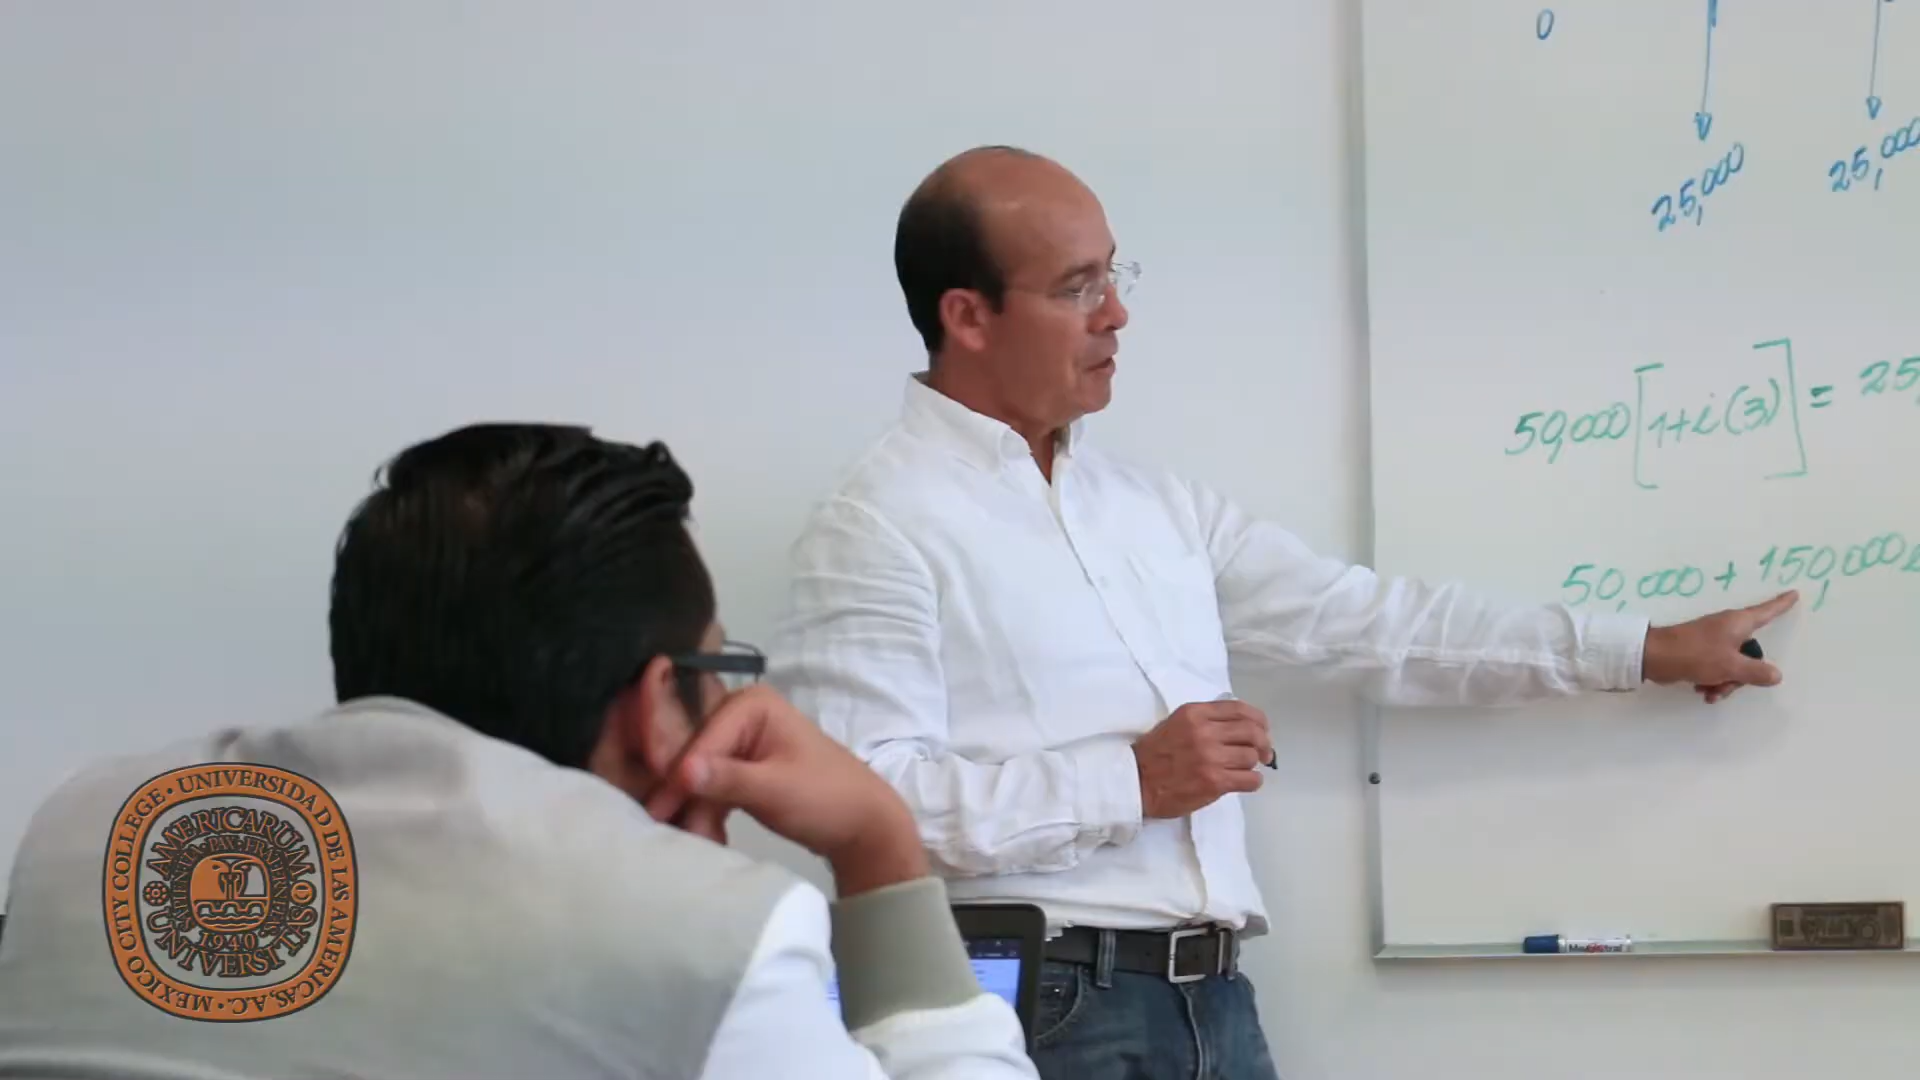 0
25,000
25,000
50,000[1+i(3)] = 25,
50,000 + 150,000
MEXICO CITY COLLEGE · UNIVERSIDAD DE LAS AMERICAS, A.C. ·
AMERICARUM
UNIVERSITAS
1940